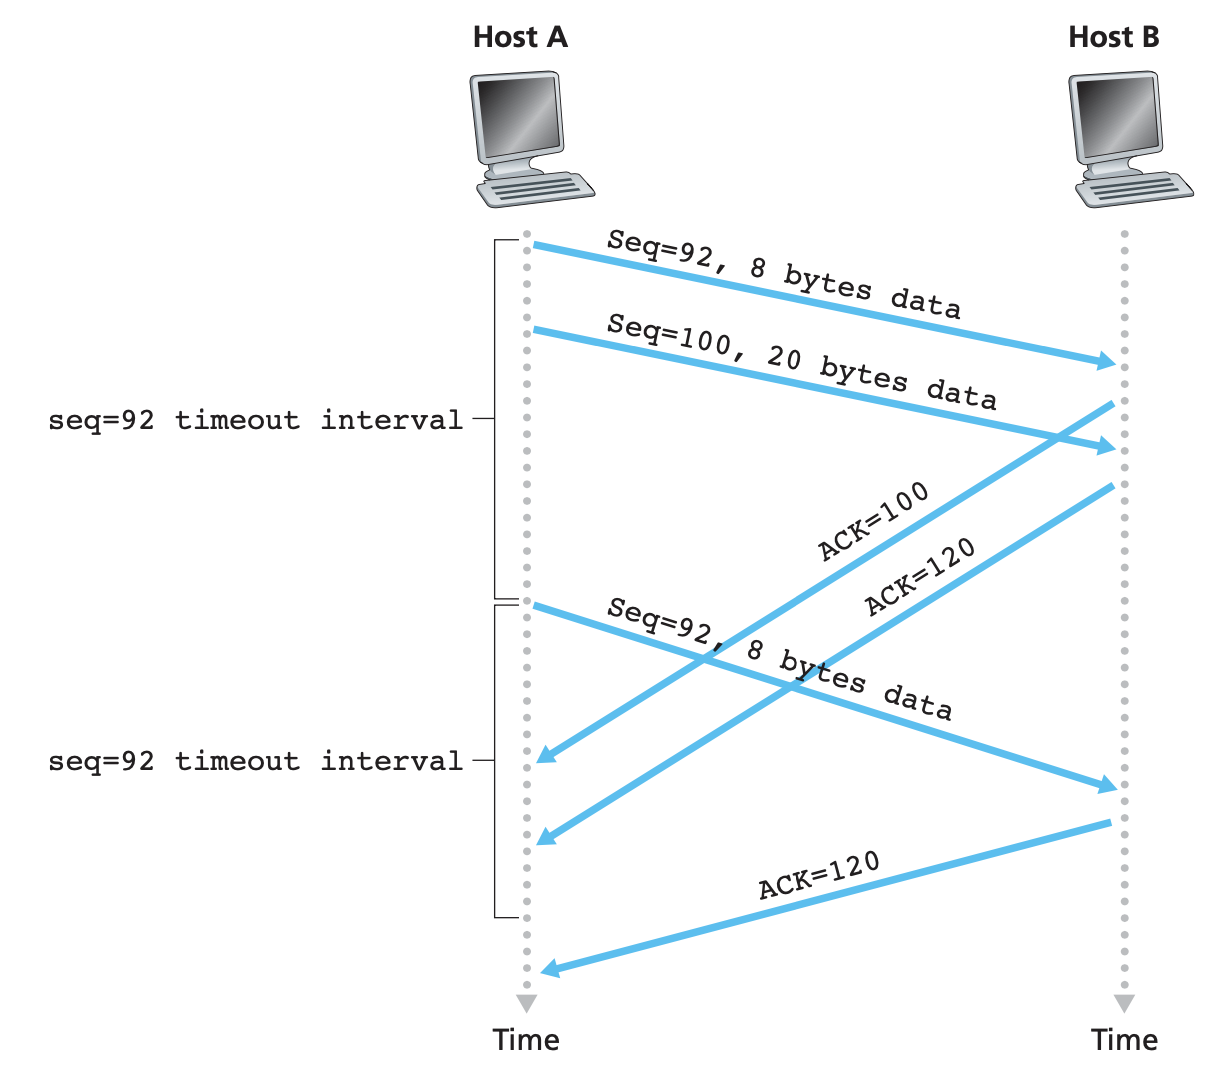 Host A
Host B
Seq=92, 8 bytes data
Seq=100, 20 bytes data
seq=92 timeout interval
ACK=100
ACK=120
Seq=92, 8 bytes data
seq=92 timeout interval
ACK=120
Time
Time